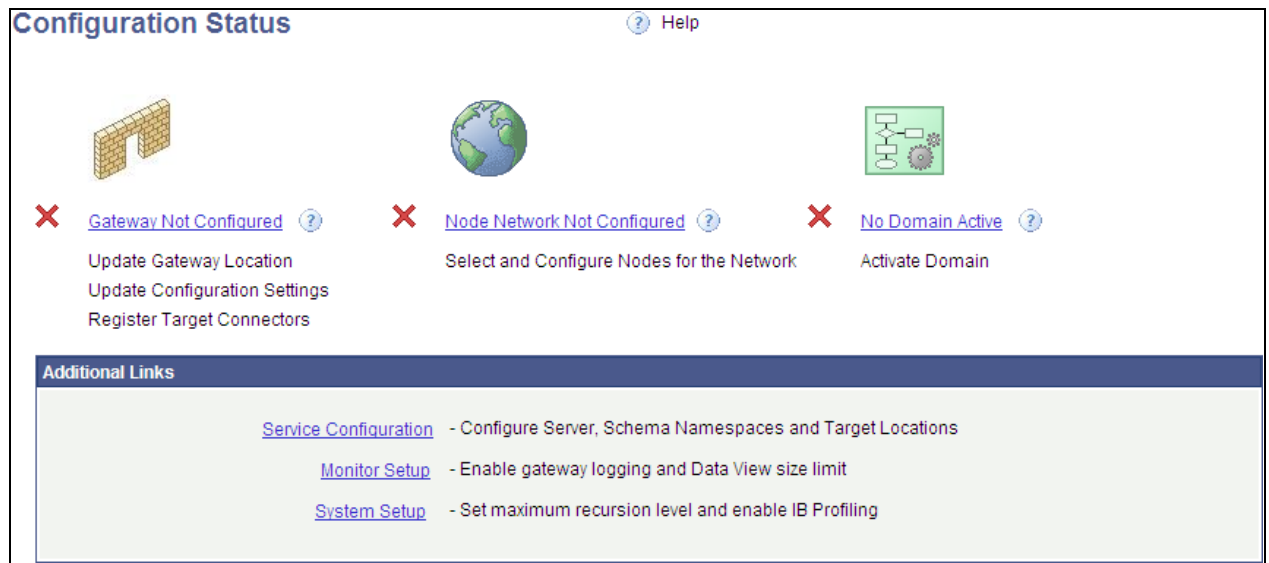 Configuration Status
? Help
Gateway Not Configured ?
Update Gateway Location
Update Configuration Settings
Register Target Connectors
Node Network Not Configured ?
Select and Configure Nodes for the Network
No Domain Active ?
Activate Domain
Additional Links
Service Configuration - Configure Server, Schema Namespaces and Target Locations
Monitor Setup - Enable gateway logging and Data View size limit
System Setup - Set maximum recursion level and enable IB Profiling